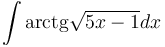 ∫ arctg√(5x − 1)dx